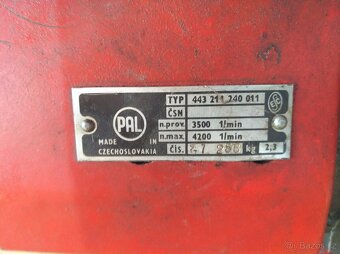 PAL
MADE IN
CZECHOSLOVAKIA
TYP 443 211 240 011
ČSN
n.prov. 3500 1/min
n.max. 4200 1/min
čís. kg 2,3